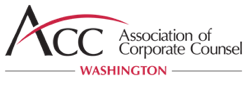 ACC Association of
Corporate Counsel
WASHINGTON